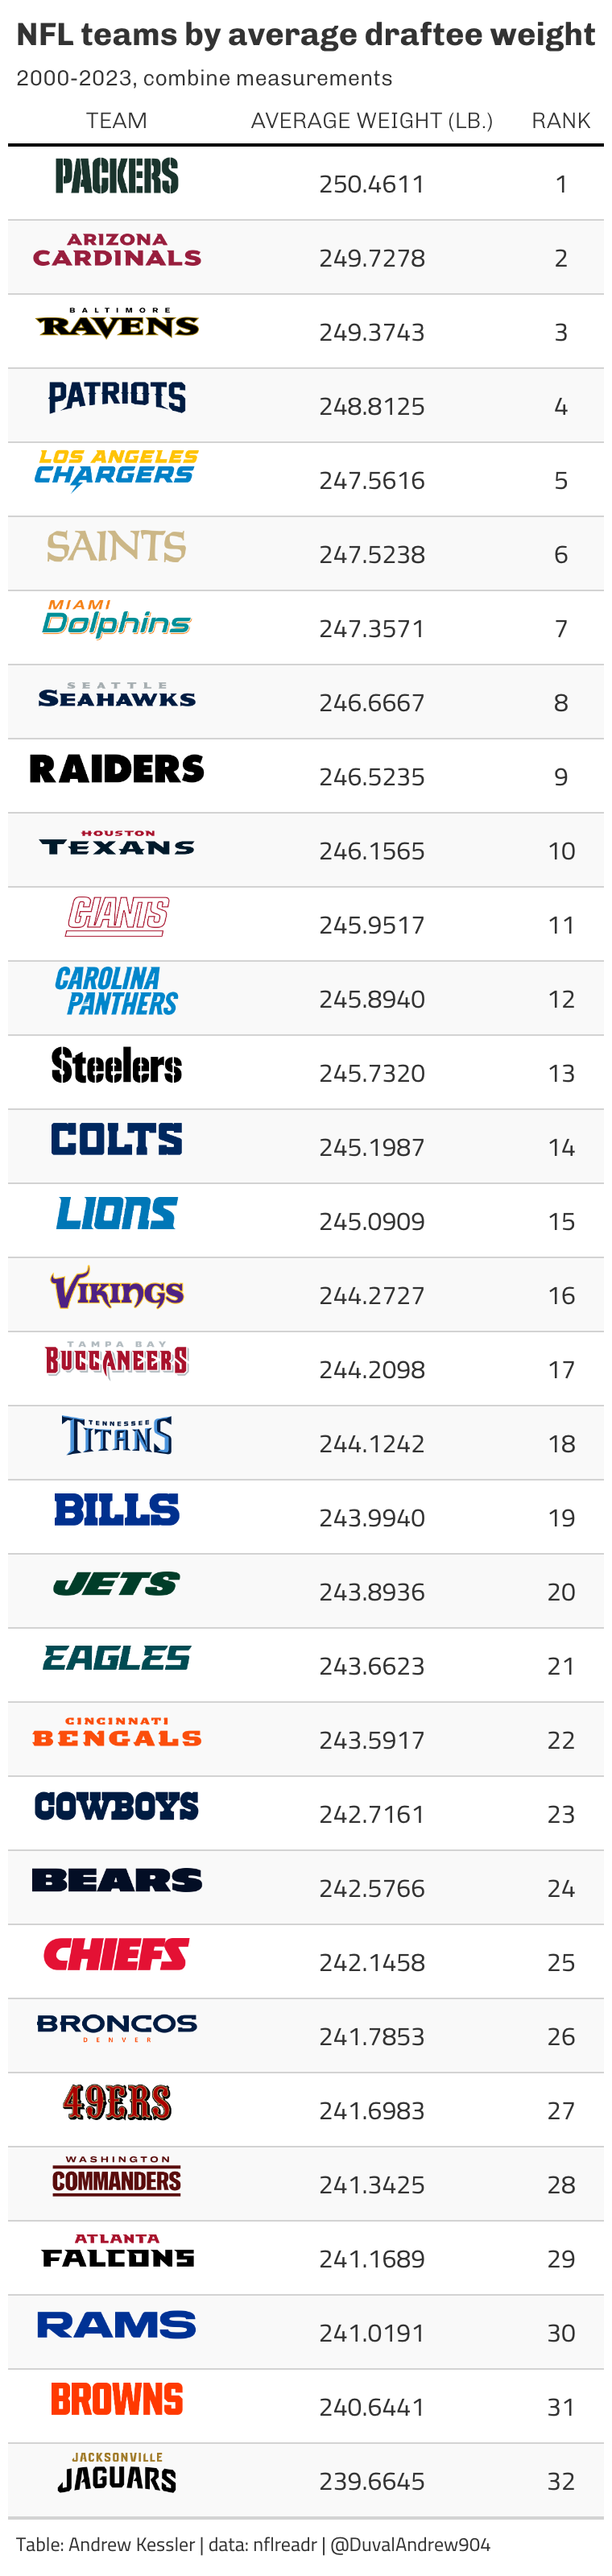 NFL teams by average draftee weight
2000-2023, combine measurements
TEAM AVERAGE WEIGHT (LB.) RANK
PACKERS 250.4611 1
ARIZONA
CARDINALS 249.7278 2
BALTIMORE
RAVENS 249.3743 3
PATRIOTS 248.8125 4
LOS ANGELES
CHARGERS 247.5616 5
SAINTS 247.5238 6
MIAMI
Dolphins 247.3571 7
SEATTLE
SEAHAWKS 246.6667 8
RAIDERS 246.5235 9
HOUSTON
TEXANS 246.1565 10
GIANTS 245.9517 11
CAROLINA
PANTHERS 245.8940 12
Steelers 245.7320 13
COLTS 245.1987 14
LIONS 245.0909 15
VIKINGS 244.2727 16
TAMPA BAY
BUCCANEERS 244.2098 17
TENNESSEE
TITANS 244.1242 18
BILLS 243.9940 19
JETS 243.8936 20
EAGLES 243.6623 21
CINCINNATI
BENGALS 243.5917 22
COWBOYS 242.7161 23
BEARS 242.5766 24
CHIEFS 242.1458 25
BRONCOS 241.7853 26
DENVER
49ERS 241.6983 27
WASHINGTON
COMMANDERS 241.3425 28
ATLANTA
FALCONS 241.1689 29
RAMS 241.0191 30
BROWNS 240.6441 31
JACKSONVILLE
JAGUARS 239.6645 32
Table: Andrew Kessler | data: nflreadr | @DuvalAndrew904